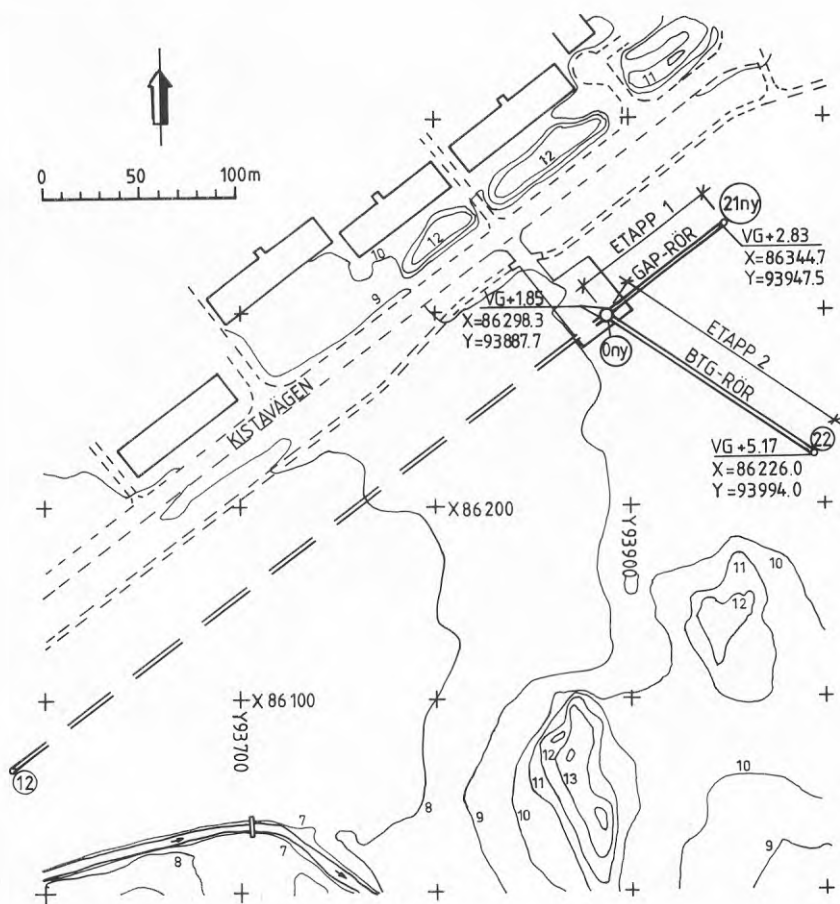 11
12
0 50 100m
12
10
9
ETAPP 1
GAP-RÖR
21ny
VG+2.83
X=86344.7
Y=93947.5
VG+1.85
X=86298.3
Y=93887.7
0ny
ETAPP 2
BTG-RÖR
22
VG+5.17
X=86226.0
Y=93994.0
KISTAVÄGEN
X86200
Y93900
11
10
12
X86100
Y93700
12
12
13
11
10
9
8
10
9
7
7
8